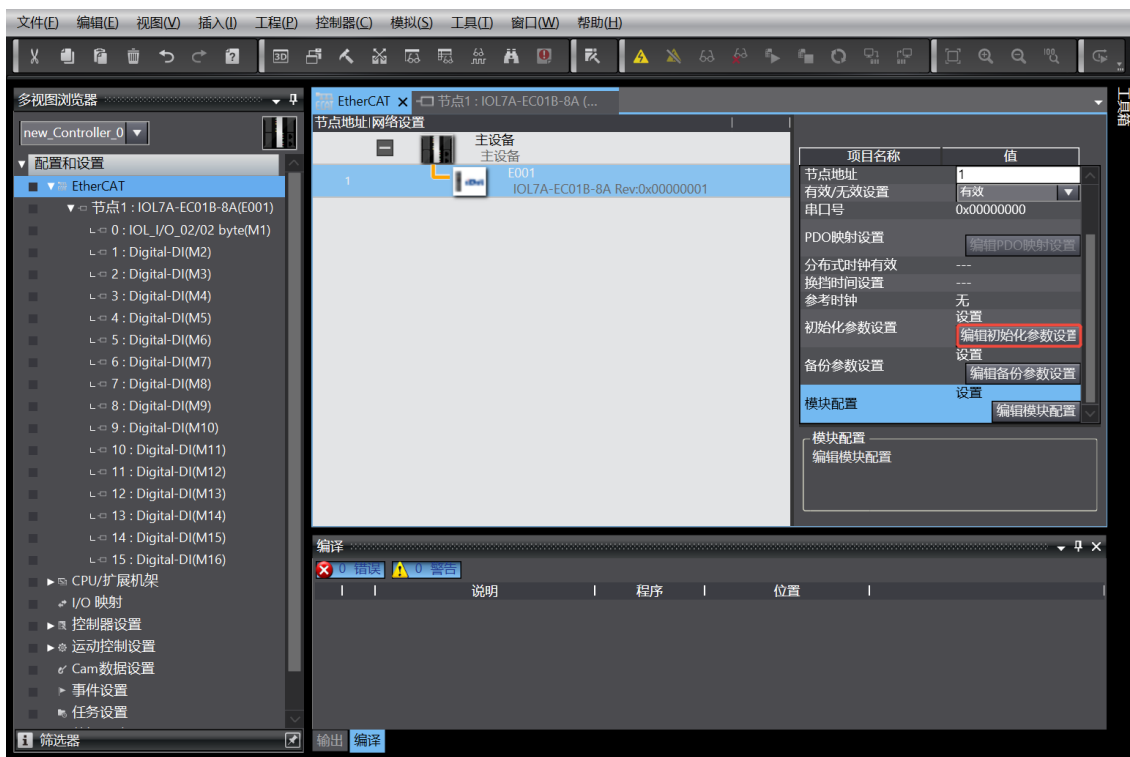 文件(F) 编辑(E) 视图(V) 插入(I) 工程(P) 控制器(C) 模拟(S) 工具(T) 窗口(W) 帮助(H)
3D
多视图浏览器
new_Controller_0
配置和设置
EtherCAT
节点1 : IOL7A-EC01B-8A(E001)
0 : IOL_I/O_02/02 byte(M1)
1 : Digital-DI(M2)
2 : Digital-DI(M3)
3 : Digital-DI(M4)
4 : Digital-DI(M5)
5 : Digital-DI(M6)
6 : Digital-DI(M7)
7 : Digital-DI(M8)
8 : Digital-DI(M9)
9 : Digital-DI(M10)
10 : Digital-DI(M11)
11 : Digital-DI(M12)
12 : Digital-DI(M13)
13 : Digital-DI(M14)
14 : Digital-DI(M15)
15 : Digital-DI(M16)
CPU/扩展机架
I/O 映射
控制器设置
运动控制设置
Cam数据设置
事件设置
任务设置
筛选器
EtherCAT 节点1 : IOL7A-EC01B-8A (...
节点地址|网络设置
主设备
主设备
1
E001
IOL7A-EC01B-8A Rev:0x00000001
项目名称 值
节点地址 1
有效/无效设置 有效
串口号 0x00000000
PDO映射设置 编辑PDO映射设置
分布式时钟有效 ---
换挡时间设置 ---
参考时钟 无
初始化参数设置 设置
编辑初始化参数设置
备份参数设置 设置
编辑备份参数设置
模块配置 设置
编辑模块配置
模块配置
编辑模块配置
工具箱
编译
0 错误 0 警告
说明 程序 位置
输出 编译